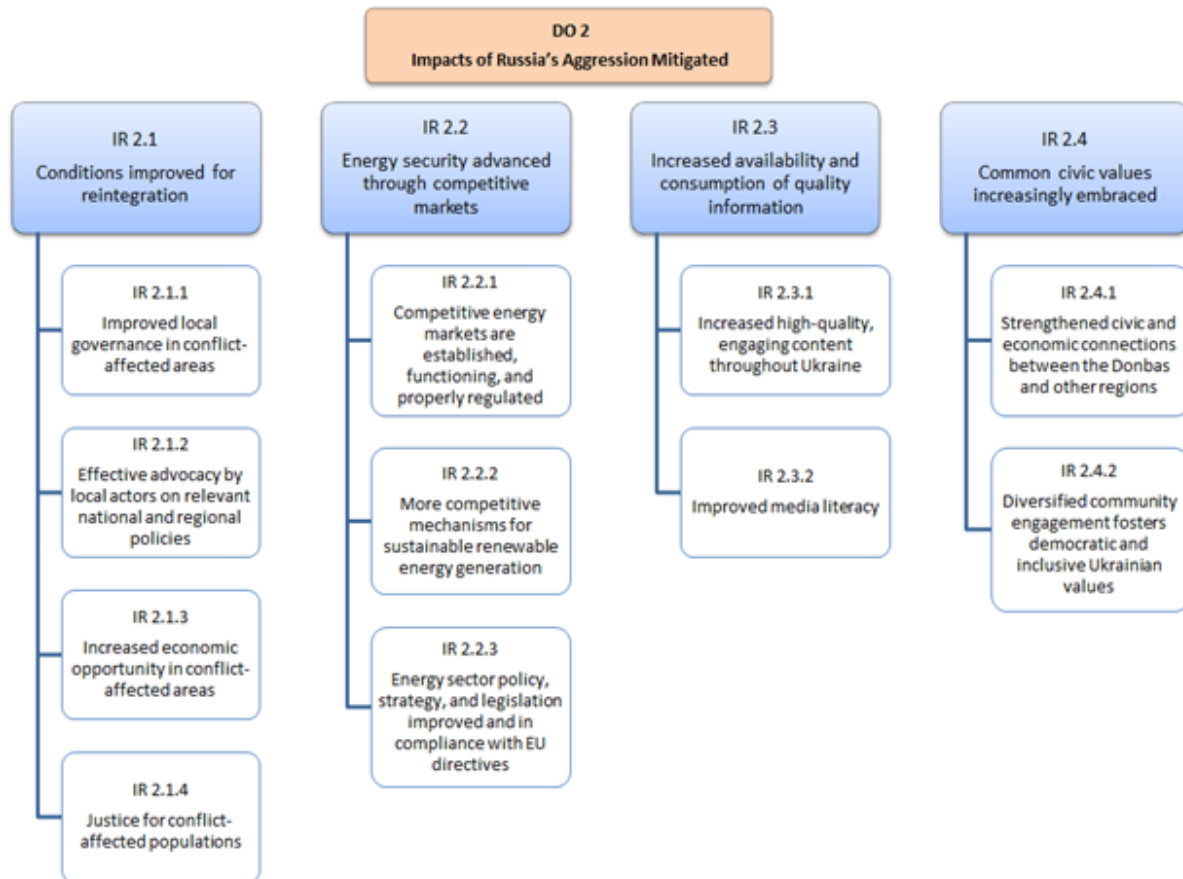 DO 2
Impacts of Russia's Aggression Mitigated
IR 2.1
Conditions improved for
reintegration
IR 2.1.1
Improved local
governance in conflict-
affected areas
IR 2.1.2
Effective advocacy by
local actors on relevant
national and regional
policies
IR 2.1.3
Increased economic
opportunity in conflict-
affected areas
IR 2.1.4
Justice for conflict-
affected populations
IR 2.2
Energy security advanced
through competitive
markets
IR 2.2.1
Competitive energy
markets are
established,
functioning, and
properly regulated
IR 2.2.2
More competitive
mechanisms for
sustainable renewable
energy generation
IR 2.2.3
Energy sector policy,
strategy, and legislation
improved and in
compliance with EU
directives
IR 2.3
Increased availability and
consumption of quality
information
IR 2.3.1
Increased high-quality,
engaging content
throughout Ukraine
IR 2.3.2
Improved media literacy
IR 2.4
Common civic values
increasingly embraced
IR 2.4.1
Strengthened civic and
economic connections
between the Donbas
and other regions
IR 2.4.2
Diversified community
engagement fosters
democratic and
inclusive Ukrainian
values